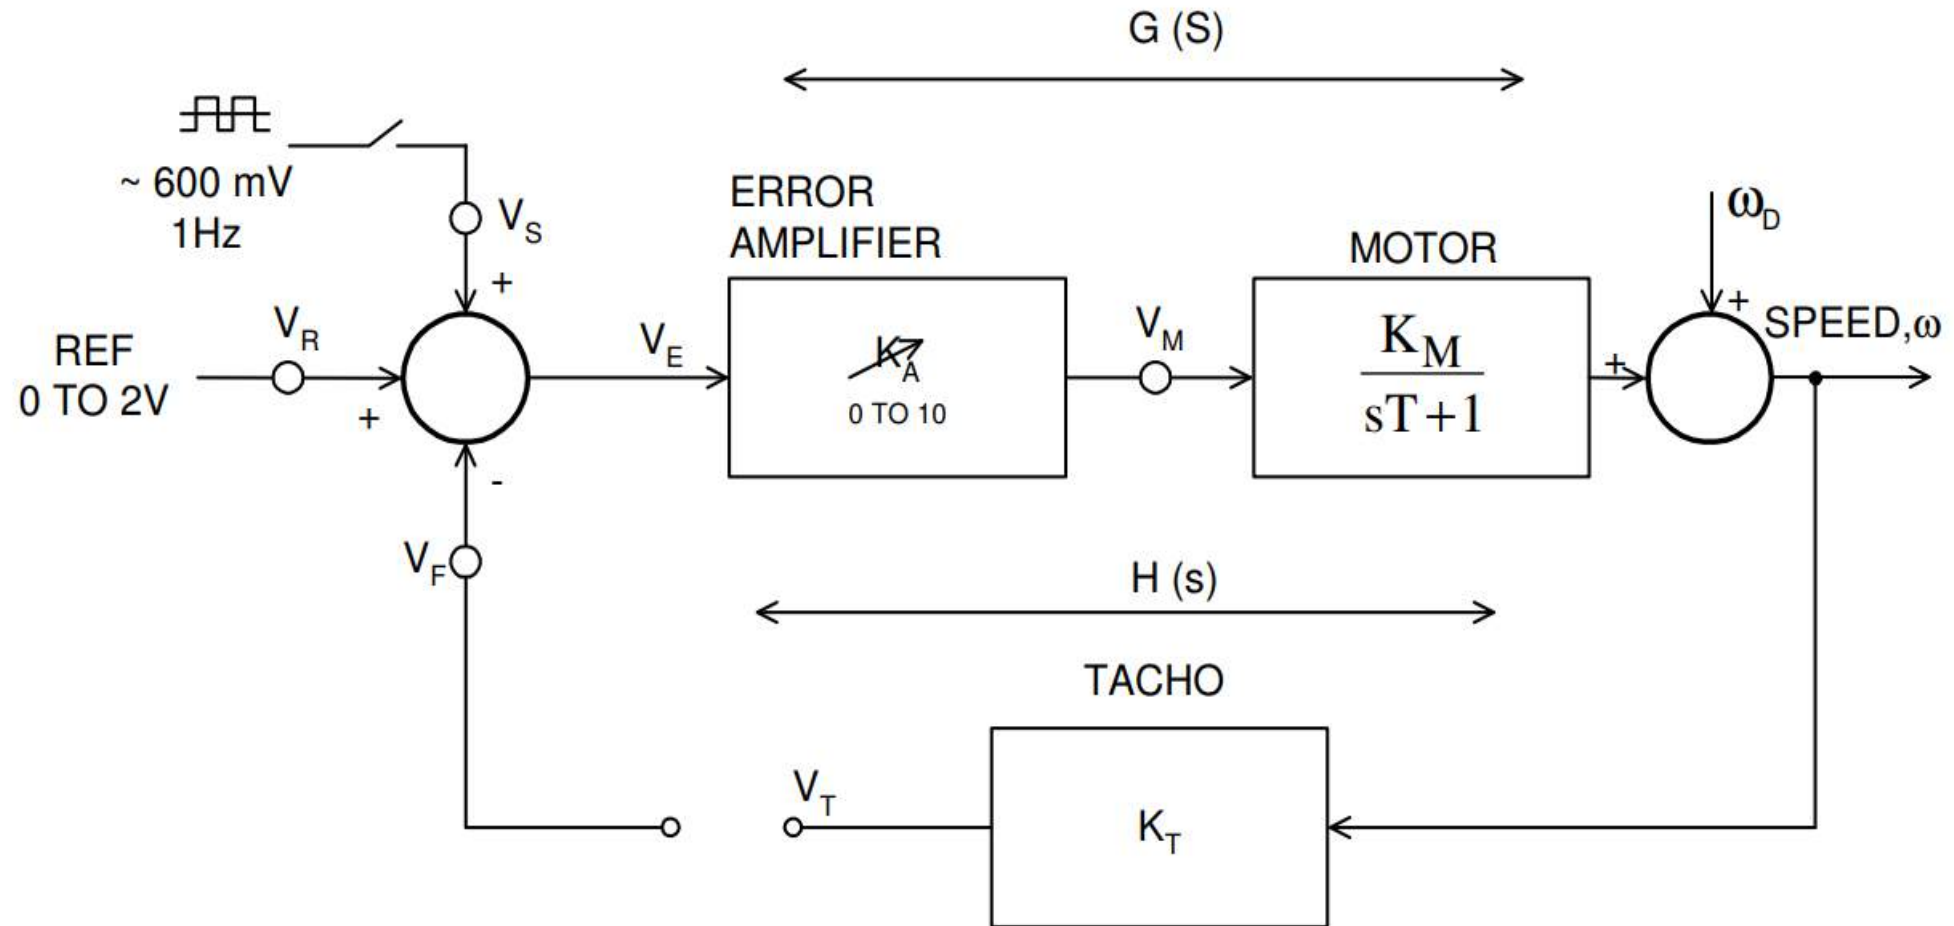 G (S)
~ 600 mV
1Hz
V_S
+
ERROR
AMPLIFIER
ω_D
MOTOR
+
REF
0 TO 2V
V_R
+
V_E
K_A
0 TO 10
V_M
K_M
sT+1
+
SPEED,ω
-
V_F
H (s)
TACHO
V_T
K_T